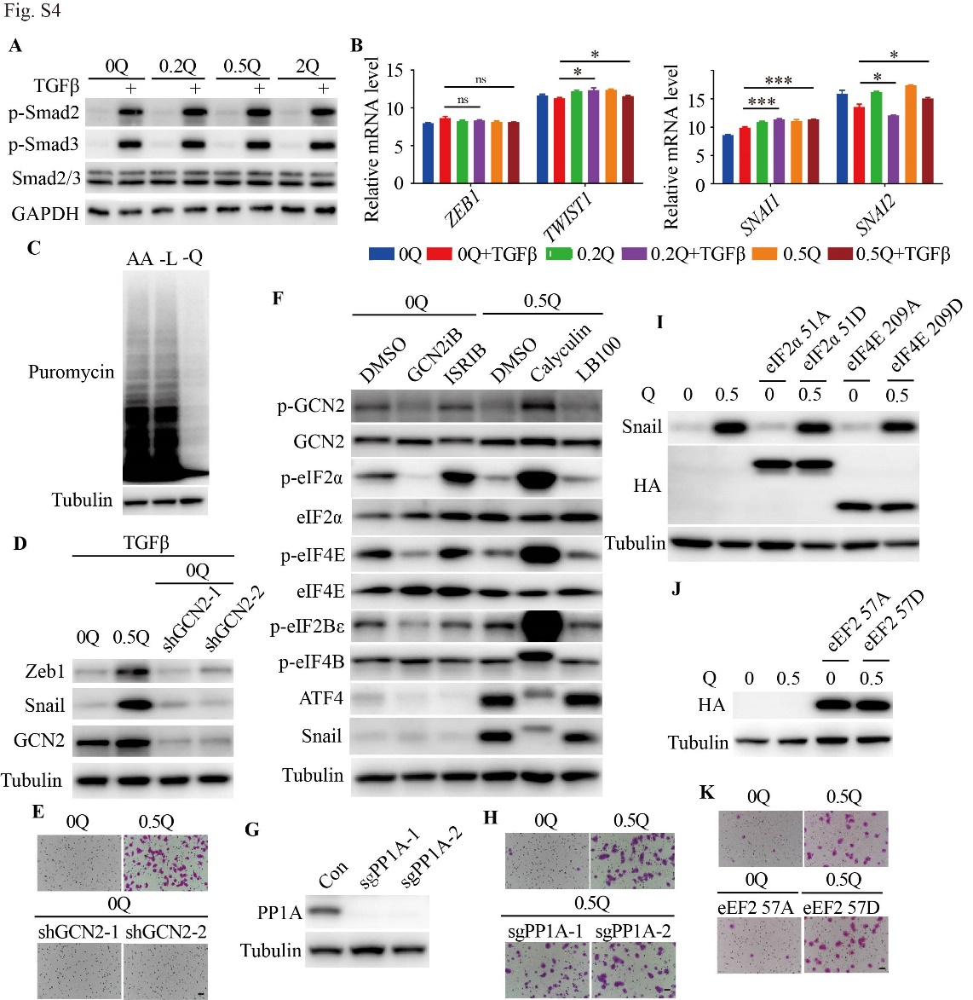 Fig. S4
A
0Q 0.2Q 0.5Q 2Q
TGFβ + + + +
p-Smad2
p-Smad3
Smad2/3
GAPDH
B
Relative mRNA level
15
10
5
0
ns
ns
*
*
ZEB1
TWIST1
Relative mRNA level
15
10
5
0
***
***
*
*
SNAI1
SNAI2
0Q 0Q+TGFβ 0.2Q 0.2Q+TGFβ 0.5Q 0.5Q+TGFβ
C
AA -L -Q
Puromycin
Tubulin
D
TGFβ
0Q
0Q 0.5Q shGCN2-1 shGCN2-2
Zeb1
Snail
GCN2
Tubulin
E
0Q 0.5Q
0Q
shGCN2-1 shGCN2-2
F
0Q 0.5Q
DMSO GCN2iB ISRIB DMSO Calyculin LB100
p-GCN2
GCN2
p-eIF2α
eIF2α
p-eIF4E
eIF4E
p-eIF2Bε
p-eIF4B
ATF4
Snail
Tubulin
G
Con sgPP1A-1 sgPP1A-2
PP1A
Tubulin
H
0Q 0.5Q
0.5Q
sgPP1A-1 sgPP1A-2
I
eIF2α 51A eIF2α 51D eIF4E 209A eIF4E 209D
Q 0 0.5 0 0.5 0 0.5
Snail
HA
Tubulin
J
eEF2 57A eEF2 57D
Q 0 0.5 0 0.5
HA
Tubulin
K
0Q 0.5Q
0Q 0.5Q
eEF2 57A eEF2 57D